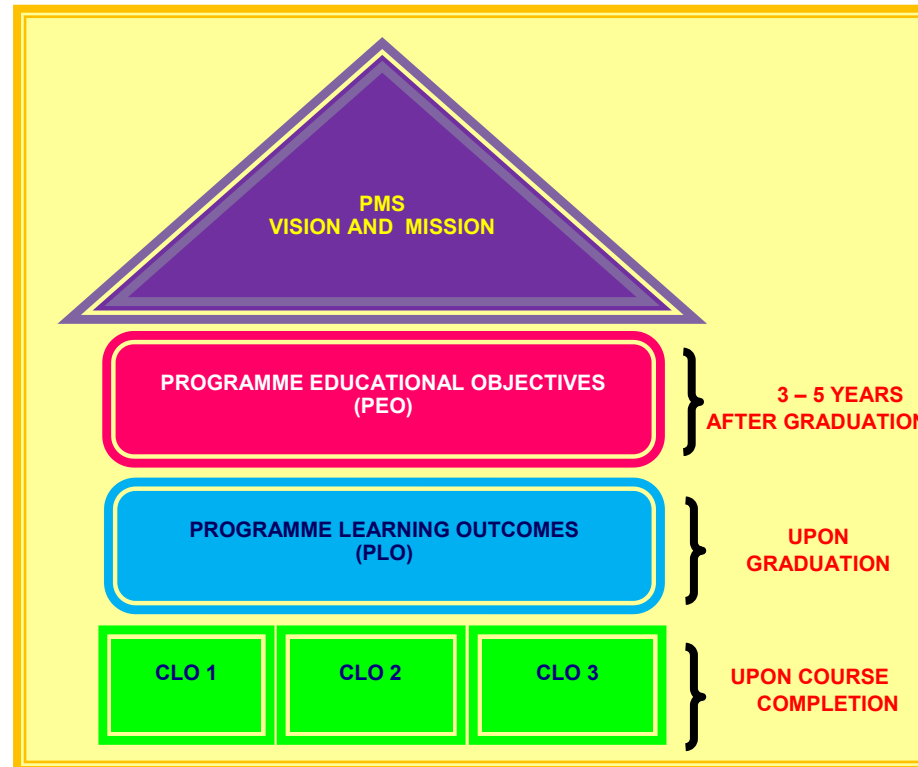 PMS
VISION AND MISSION
PROGRAMME EDUCATIONAL OBJECTIVES
(PEO)
3 – 5 YEARS
AFTER GRADUATION
PROGRAMME LEARNING OUTCOMES
(PLO)
UPON
GRADUATION
CLO 1
CLO 2
CLO 3
UPON COURSE
COMPLETION